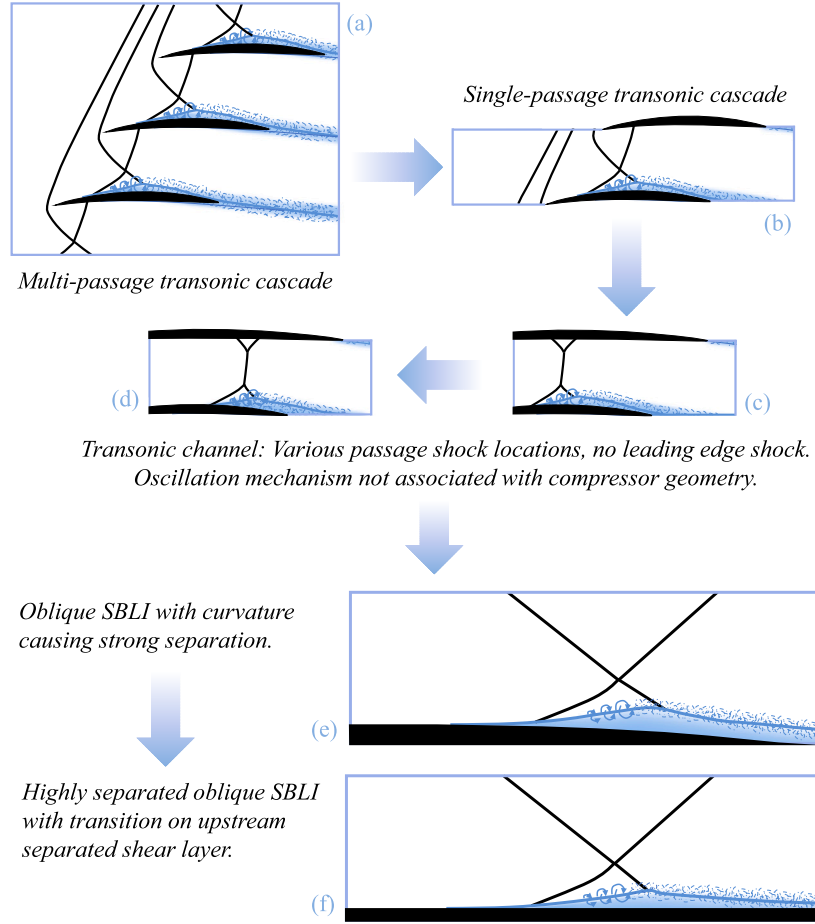 (a)
Single-passage transonic cascade
(b)
Multi-passage transonic cascade
(d)
(c)
Transonic channel: Various passage shock locations, no leading edge shock.
Oscillation mechanism not associated with compressor geometry.
Oblique SBLI with curvature
causing strong separation.
(e)
Highly separated oblique SBLI
with transition on upstream
separated shear layer.
(f)